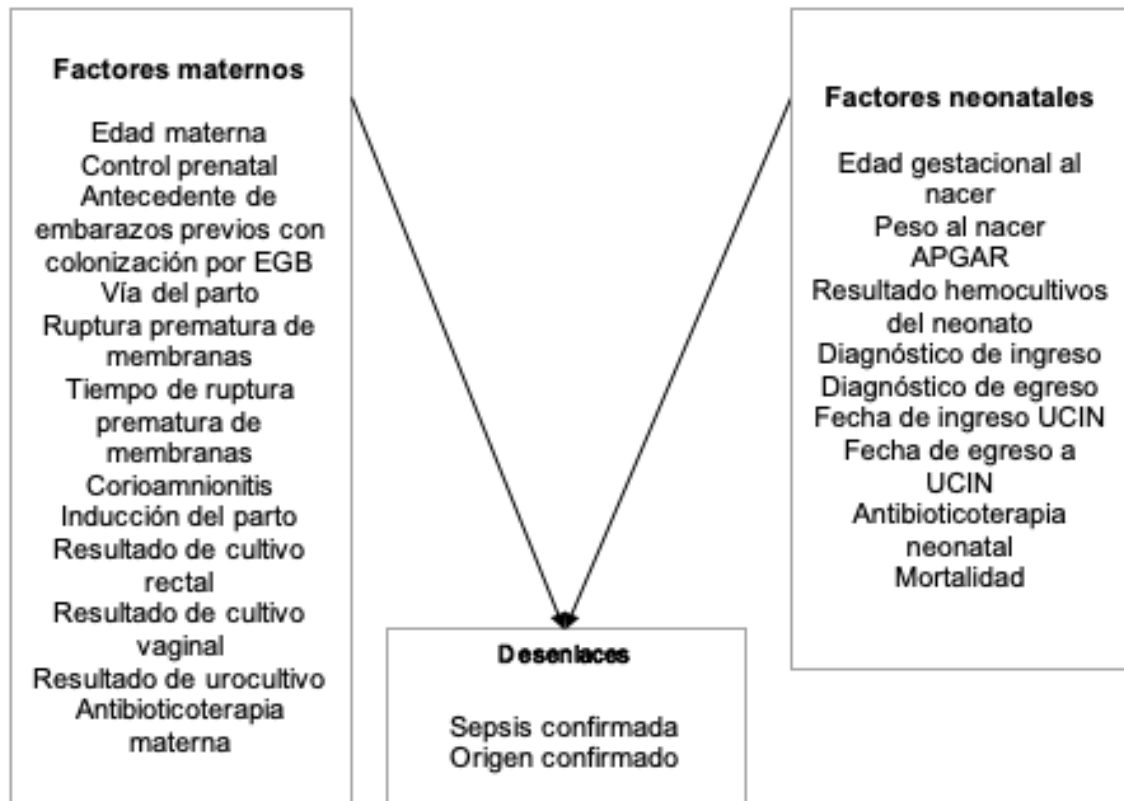 Factores maternos
Edad materna
Control prenatal
Antecedente de
embarazos previos con
colonización por EGB
Vía del parto
Ruptura prematura de
membranas
Tiempo de ruptura
prematura de
membranas
Corioamnionitis
Inducción del parto
Resultado de cultivo
rectal
Resultado de cultivo
vaginal
Resultado de urocultivo
Antibioticoterapia
materna
Factores neonatales
Edad gestacional al
nacer
Peso al nacer
APGAR
Resultado hemocultivos
del neonato
Diagnóstico de ingreso
Diagnóstico de egreso
Fecha de ingreso UCIN
Fecha de egreso a
UCIN
Antibioticoterapia
neonatal
Mortalidad
Desenlaces
Sepsis confirmada
Origen confirmado